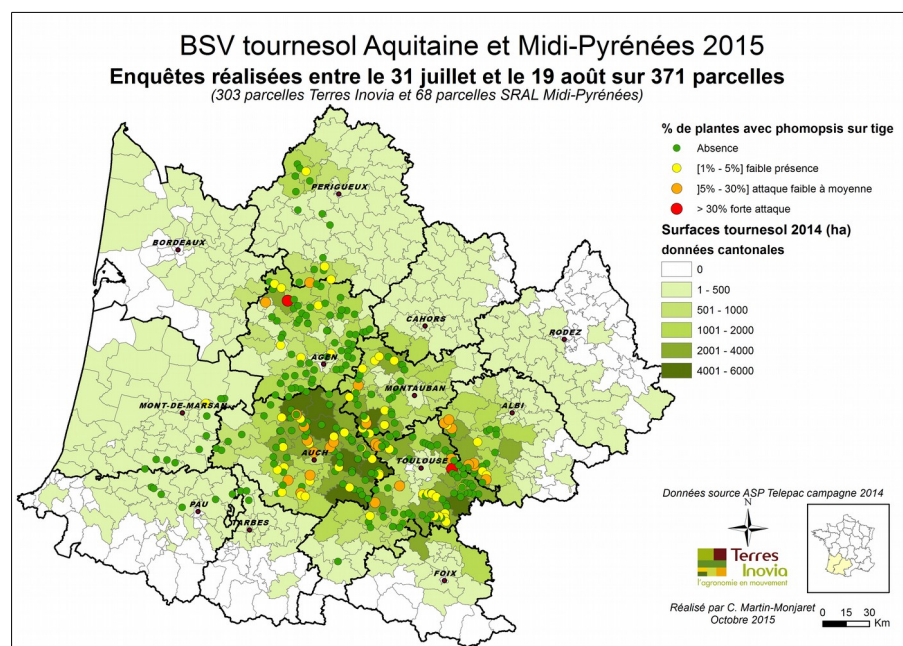 BSV tournesol Aquitaine et Midi-Pyrénées 2015
Enquêtes réalisées entre le 31 juillet et le 19 août sur 371 parcelles
(303 parcelles Terres Inovia et 68 parcelles SRAL Midi-Pyrénées)
% de plantes avec phomopsis sur tige
Absence
[1% - 5%] faible présence
]5% - 30%] attaque faible à moyenne
> 30% forte attaque
Surfaces tournesol 2014 (ha)
données cantonales
0
1 - 500
501 - 1000
1001 - 2000
2001 - 4000
4001 - 6000
PERIGUEUX
BORDEAUX
CAHORS
RODEZ
AGEN
MONTAUBAN
MONT-DE-MARSAN
ALBI
AUCH
TOULOUSE
PAU
TARBES
FOIX
Données source ASP Telepac campagne 2014
N
Terres
Inovia
l'agronomie en mouvement
Réalisé par C. Martin-Monjaret
Octobre 2015
0 15 30
Km